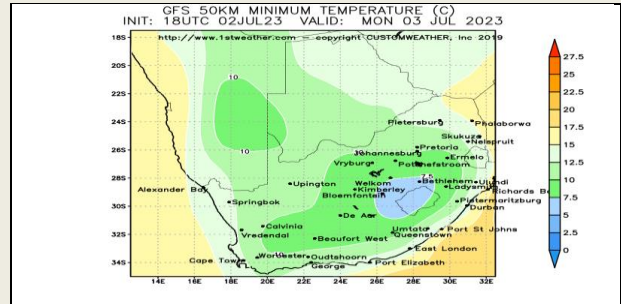 GFS 50KM MINIMUM TEMPERATURE (C)
INIT: 18UTC 02JUL23 VALID: MON 03 JUL 2023
http://www.1stweather.com — copyright CUSTOMWEATHER, Inc 2019
18S
20S
22S
24S
26S
28S
30S
32S
34S
10
10
10
10
7.5
Pietersburg
Phalaborwa
Skukuza
Nelspruit
Pretoria
Johannesburg
Ermelo
Vryburg
Potchefstroom
Welkom
Bethlehem
Ulundi
Alexander Bay
Upington
Kimberley
Ladysmith
Richards B
Bloemfontein
Springbok
Pietermaritzburg
De Aar
Durban
Calvinia
Umtata
Port St Johns
Vredendal
Beaufort West
Queenstown
East London
Cape Town
Worcester
Oudtshoorn
George
Port Elizabeth
14E 16E 18E 20E 22E 24E 26E 28E 30E 32E
27.5
25
22.5
20
17.5
15
12.5
10
7.5
5
2.5
0